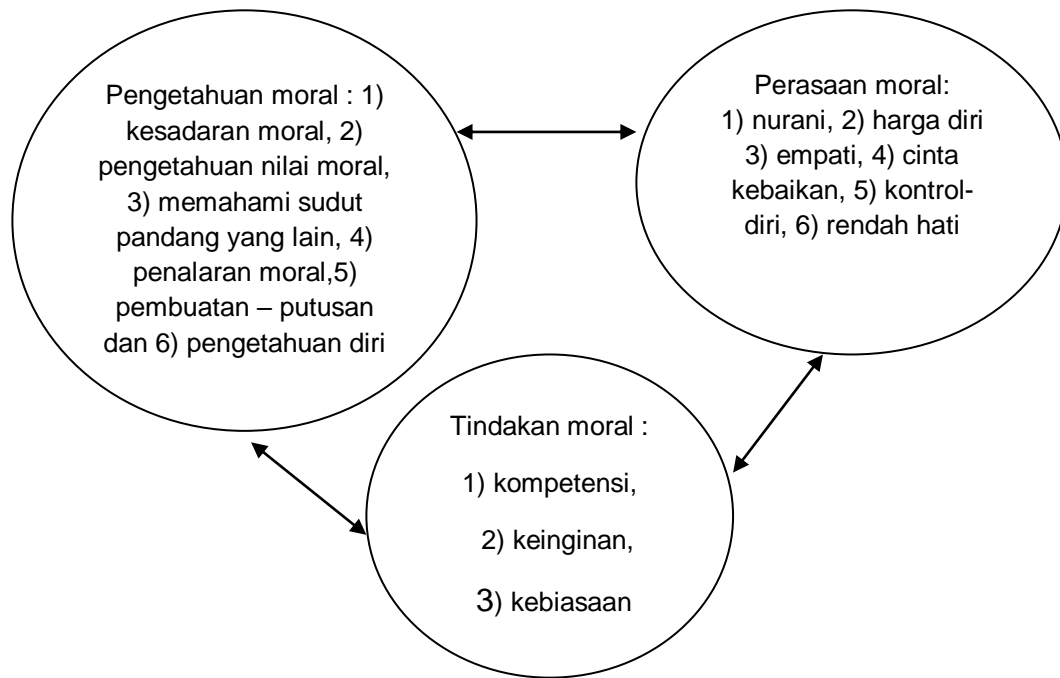 Pengetahuan moral : 1)
kesadaran moral, 2)
pengetahuan nilai moral,
3) memahami sudut
pandang yang lain, 4)
penalaran moral,5)
pembuatan – putusan
dan 6) pengetahuan diri
Perasaan moral:
1) nurani, 2) harga diri
3) empati, 4) cinta
kebaikan, 5) kontrol-
diri, 6) rendah hati
Tindakan moral :
1) kompetensi,
2) keinginan,
3) kebiasaan